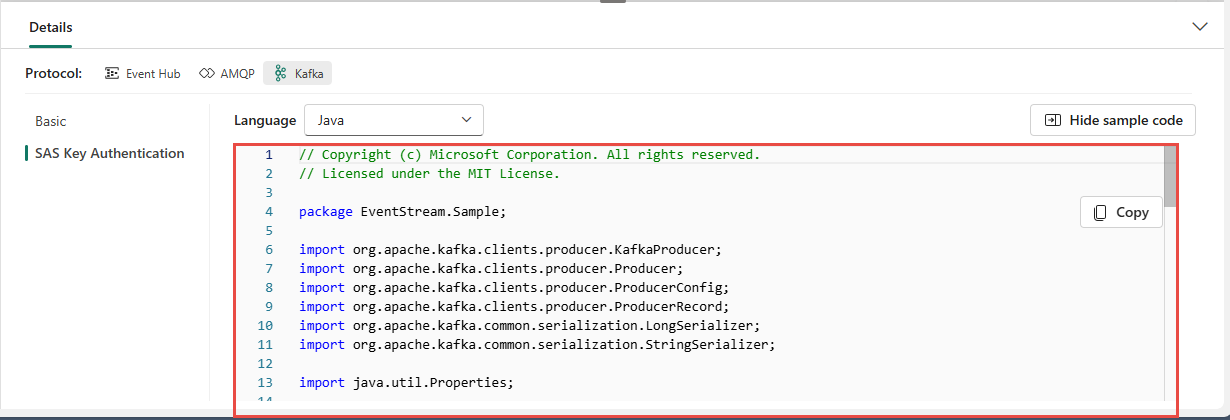 Details
Protocol: Event Hub AMQP Kafka
Basic
SAS Key Authentication
Language Java Hide sample code
1 // Copyright (c) Microsoft Corporation. All rights reserved.
2 // Licensed under the MIT License.
3
4 package EventStream.Sample;
Copy
5
6 import org.apache.kafka.clients.producer.KafkaProducer;
7 import org.apache.kafka.clients.producer.Producer;
8 import org.apache.kafka.clients.producer.ProducerConfig;
9 import org.apache.kafka.clients.producer.ProducerRecord;
10 import org.apache.kafka.common.serialization.LongSerializer;
11 import org.apache.kafka.common.serialization.StringSerializer;
12
13 import java.util.Properties;
14